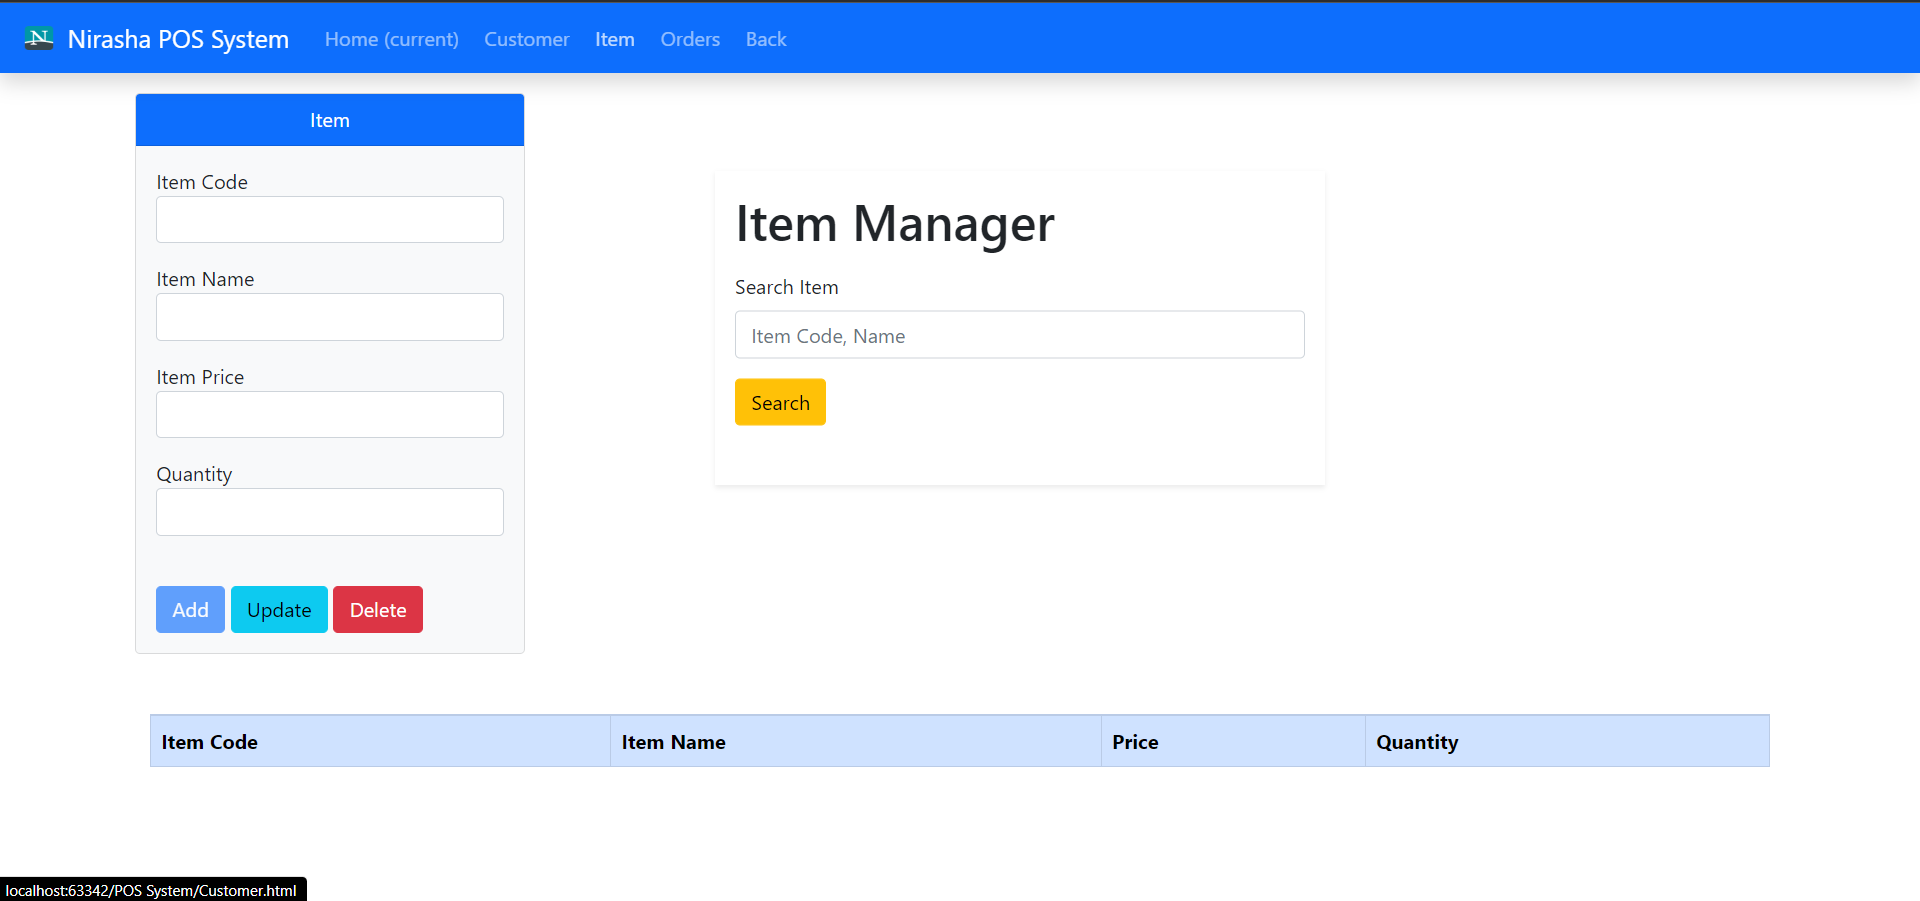 N Nirasha POS System Home (current) Customer Item Orders Back
Item
Item Code
Item Name
Item Price
Quantity
Add Update Delete
Item Manager
Search Item
Item Code, Name
Search
Item Code Item Name Price Quantity
localhost:63342/POS System/Customer.html